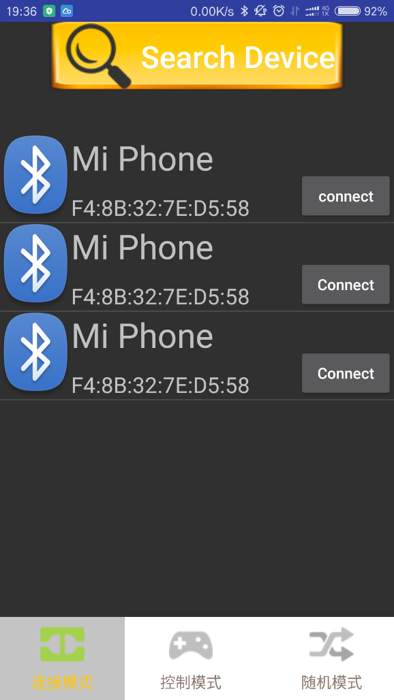 19:36 0.00K/s 4G 1X 92%
Search Device
Mi Phone
F4:8B:32:7E:D5:58
connect
Mi Phone
F4:8B:32:7E:D5:58
Connect
Mi Phone
F4:8B:32:7E:D5:58
Connect
连接模式 控制模式 随机模式